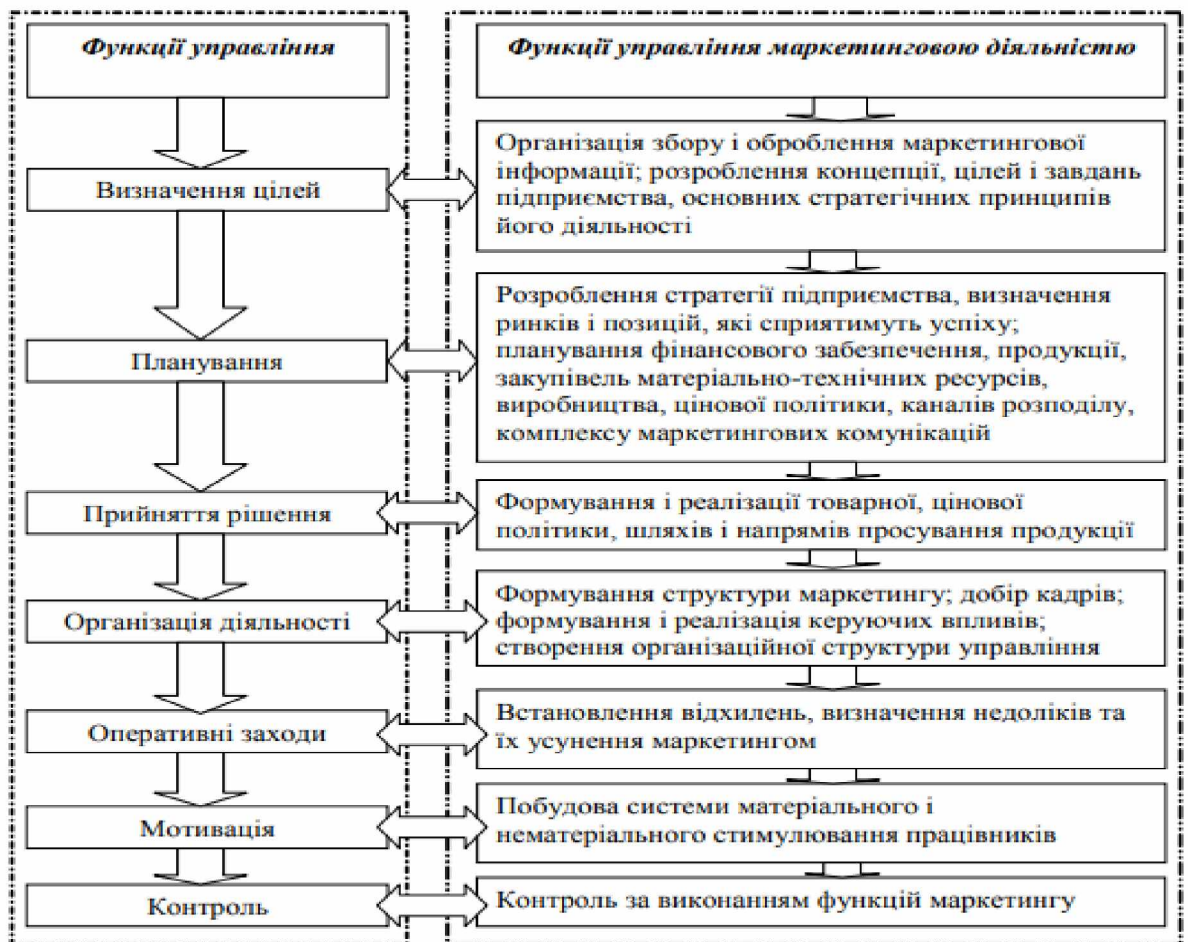 Функції управління
Функції управління маркетинговою діяльністю
Визначення цілей
Організація збору і оброблення маркетингової
інформації; розроблення концепції, цілей і завдань
підприємства, основних стратегічних принципів
його діяльності
Планування
Розроблення стратегії підприємства, визначення
ринків і позицій, які сприятимуть успіху;
планування фінансового забезпечення, продукції,
закупівель матеріально-технічних ресурсів,
виробництва, цінової політики, каналів розподілу,
комплексу маркетингових комунікацій
Прийняття рішення
Формування і реалізації товарної, цінової
політики, шляхів і напрямів просування продукції
Організація діяльності
Формування структури маркетингу; добір кадрів;
формування і реалізація керуючих впливів;
створення організаційної структури управління
Оперативні заходи
Встановлення відхилень, визначення недоліків та
їх усунення маркетингом
Мотивація
Побудова системи матеріального і
нематеріального стимулювання працівників
Контроль
Контроль за виконанням функцій маркетингу